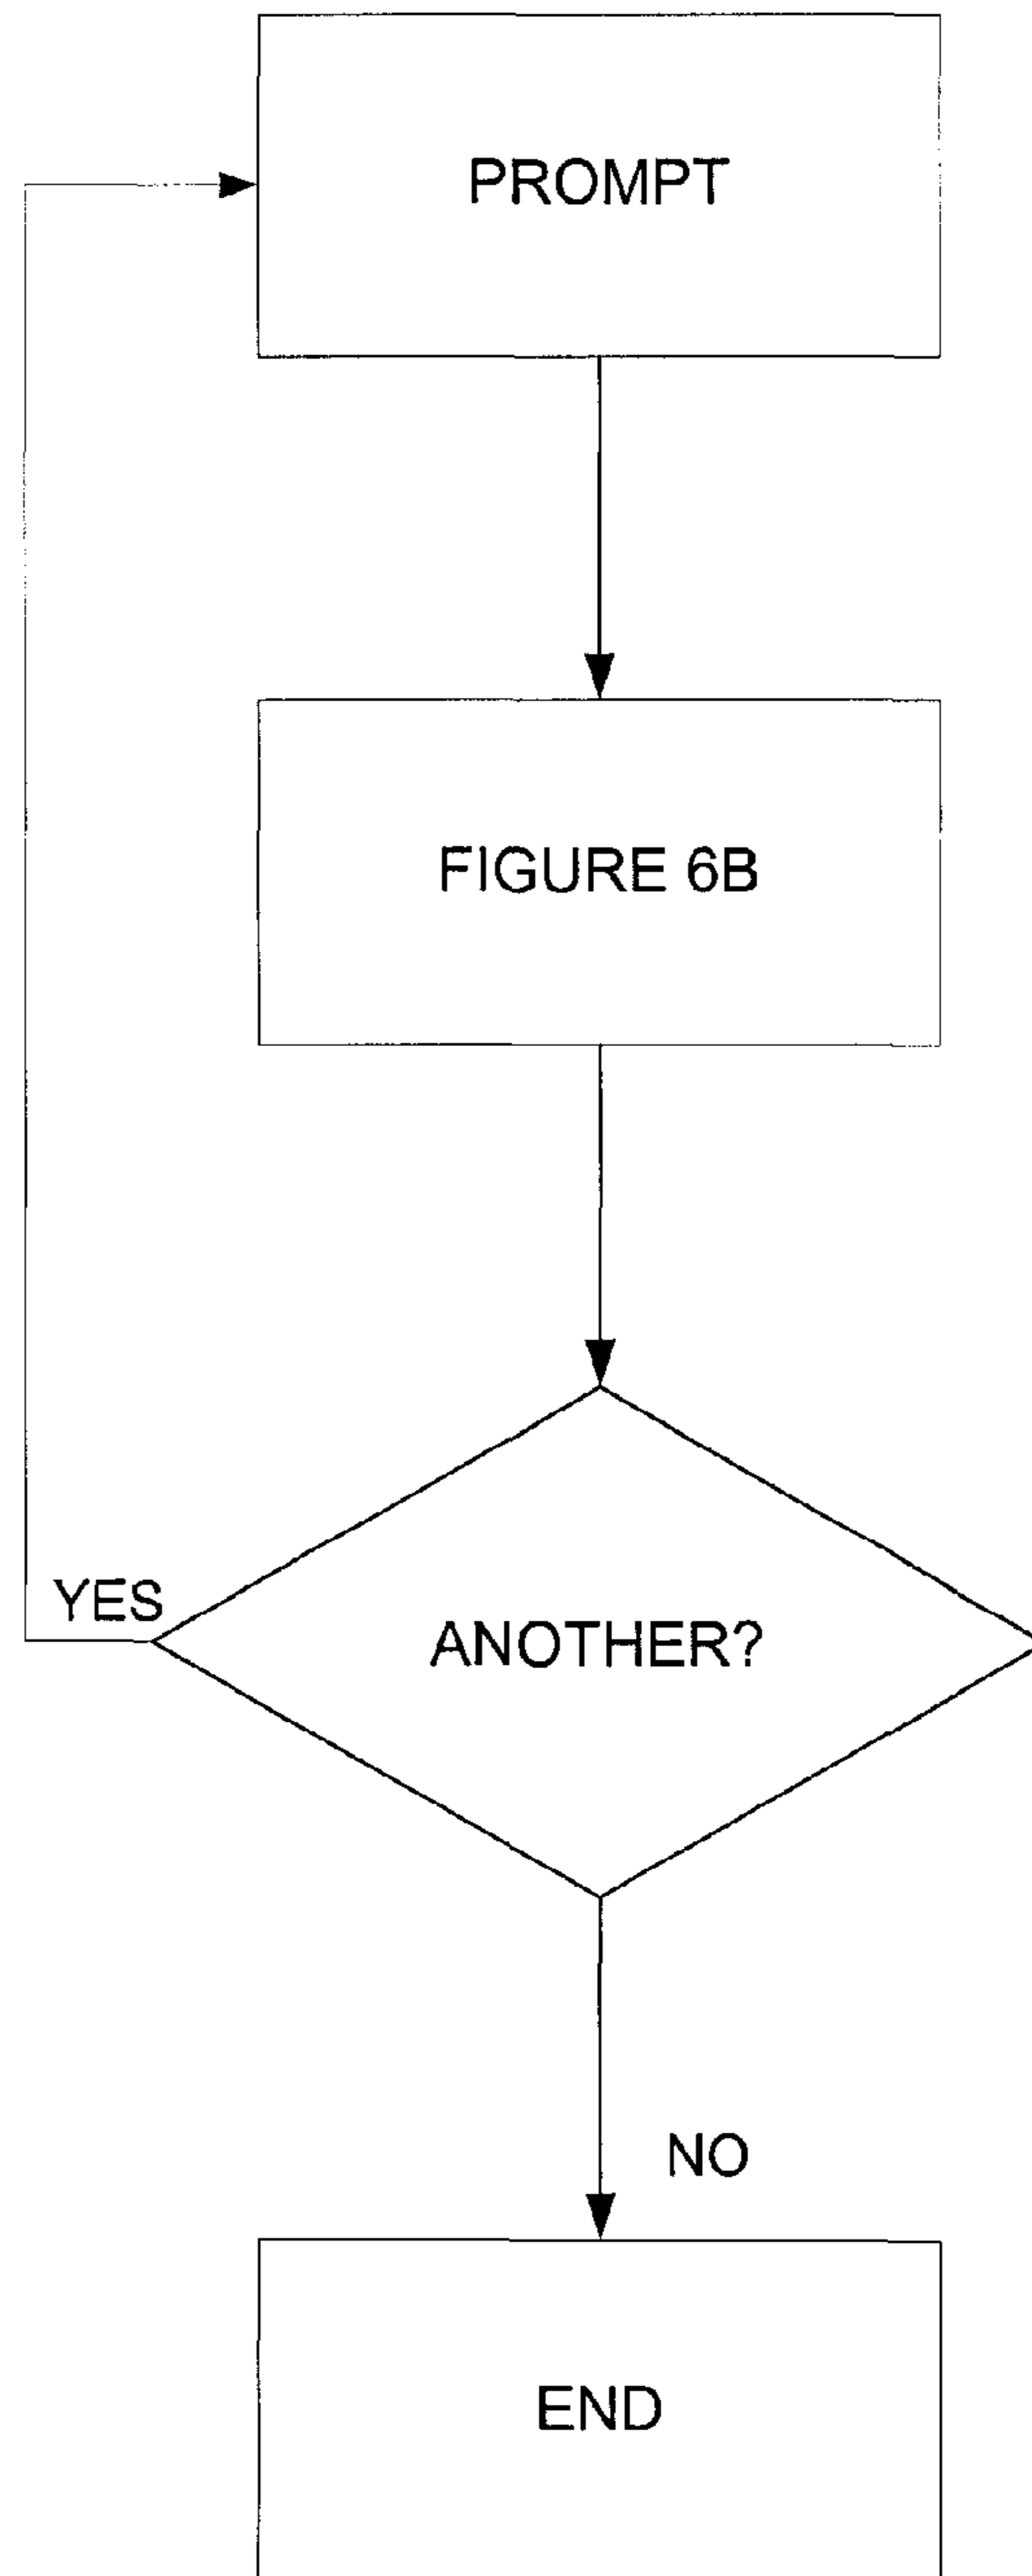 PROMPT
FIGURE 6B
YES
ANOTHER?
NO
END